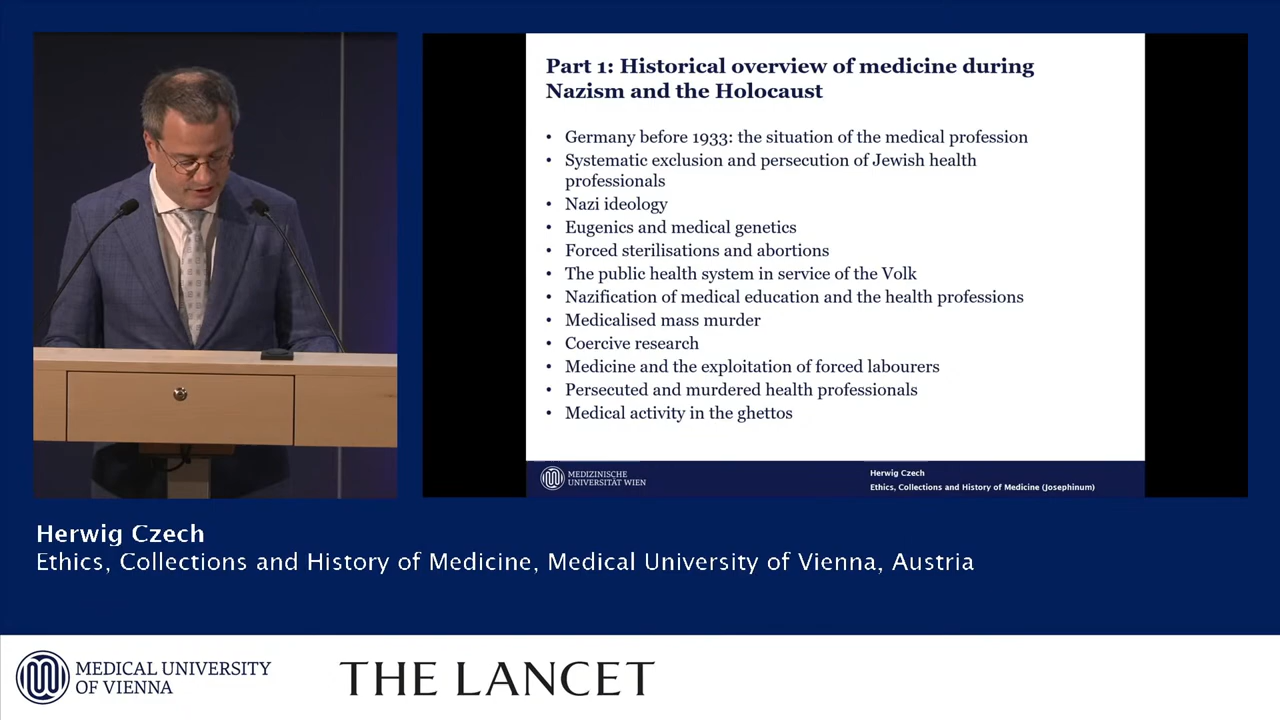 Part 1: Historical overview of medicine during
Nazism and the Holocaust
• Germany before 1933: the situation of the medical profession
• Systematic exclusion and persecution of Jewish health
professionals
• Nazi ideology
• Eugenics and medical genetics
• Forced sterilisations and abortions
• The public health system in service of the Volk
• Nazification of medical education and the health professions
• Medicalised mass murder
• Coercive research
• Medicine and the exploitation of forced labourers
• Persecuted and murdered health professionals
• Medical activity in the ghettos
MEDIZINISCHE
UNIVERSITÄT WIEN
Herwig Czech
Ethics, Collections and History of Medicine (Josephinum)
Herwig Czech
Ethics, Collections and History of Medicine, Medical University of Vienna, Austria
MEDICAL UNIVERSITY
OF VIENNA
THE LANCET